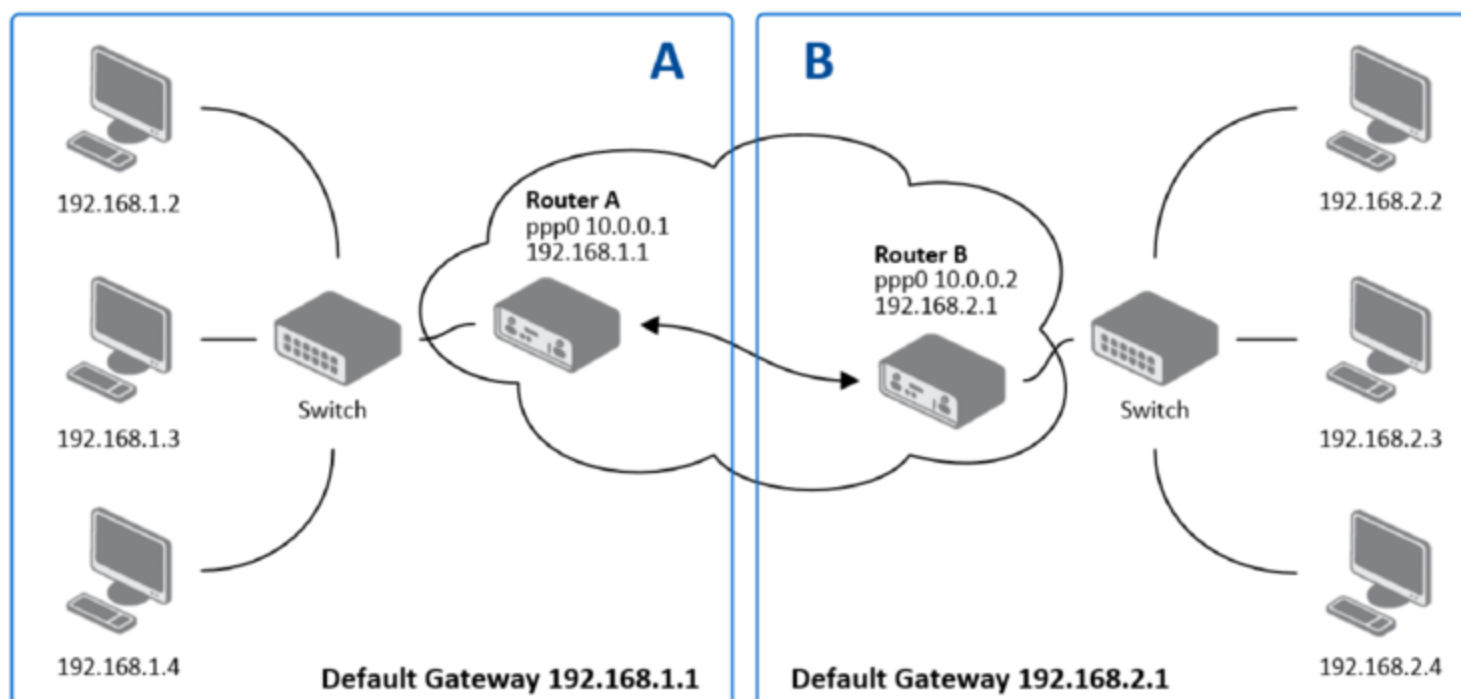 A
B
192.168.1.2
Router A
ppp0 10.0.0.1
192.168.1.1
192.168.2.2
Router B
ppp0 10.0.0.2
192.168.2.1
192.168.1.3
Switch
Switch
192.168.2.3
192.168.1.4
Default Gateway 192.168.1.1
Default Gateway 192.168.2.1
192.168.2.4